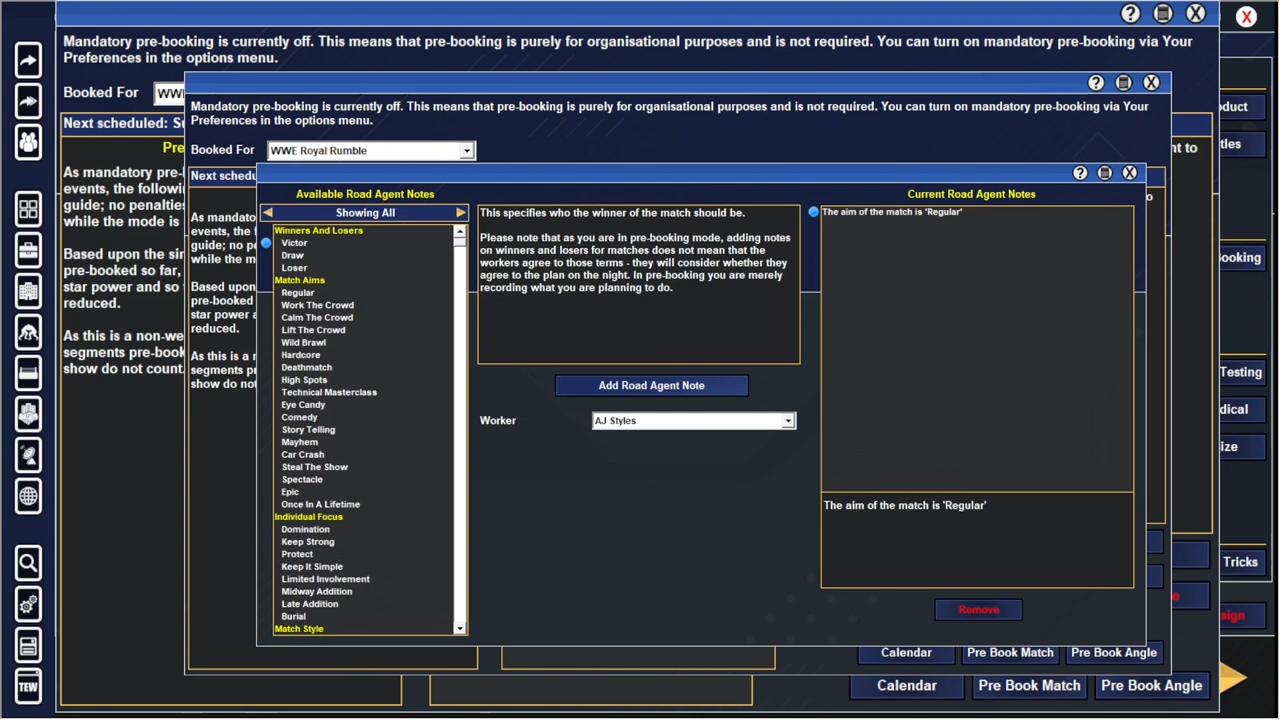 X
Mandatory pre-booking is currently off. This means that pre-booking is purely for organisational purposes and is not required. You can turn on mandatory pre-booking via Your
Preferences in the options menu.
Booked For
WW
Next scheduled: Su
Pre
As mandatory pre-
events, the followin
guide; no penalties
while the mode is
Based upon the sin
pre-booked so far,
star power and so
reduced.
As this is a non-we
segments pre-book
show do not count.
? X
Mandatory pre-booking is currently off. This means that pre-booking is purely for organisational purposes and is not required. You can turn on mandatory pre-booking via Your
Preferences in the options menu.
Booked For
WWE Royal Rumble
Next schedu
As mandato
events, the f
guide; no pe
while the mo
Based upon
pre-booked
star power a
reduced.
As this is a
segments p
show do not
? X
Available Road Agent Notes
Showing All
Winners And Losers
Victor
Draw
Loser
Match Aims
Regular
Work The Crowd
Calm The Crowd
Lift The Crowd
Wild Brawl
Hardcore
Deathmatch
High Spots
Technical Masterclass
Eye Candy
Comedy
Story Telling
Mayhem
Car Crash
Steal The Show
Spectacle
Epic
Once In A Lifetime
Individual Focus
Domination
Keep Strong
Protect
Keep It Simple
Limited Involvement
Midway Addition
Late Addition
Burial
Match Style
This specifies who the winner of the match should be.
Please note that as you are in pre-booking mode, adding notes
on winners and losers for matches does not mean that the
workers agree to those terms - they will consider whether they
agree to the plan on the night. In pre-booking you are merely
recording what you are planning to do.
Add Road Agent Note
Worker
AJ Styles
Current Road Agent Notes
The aim of the match is 'Regular'
The aim of the match is 'Regular'
Remove
Calendar
Pre Book Match
Pre Book Angle
Calendar
Pre Book Match
Pre Book Angle
? X
oduct
tles
nt to
o
Booking
Testing
dical
ize
Tricks
e
sign
TEW